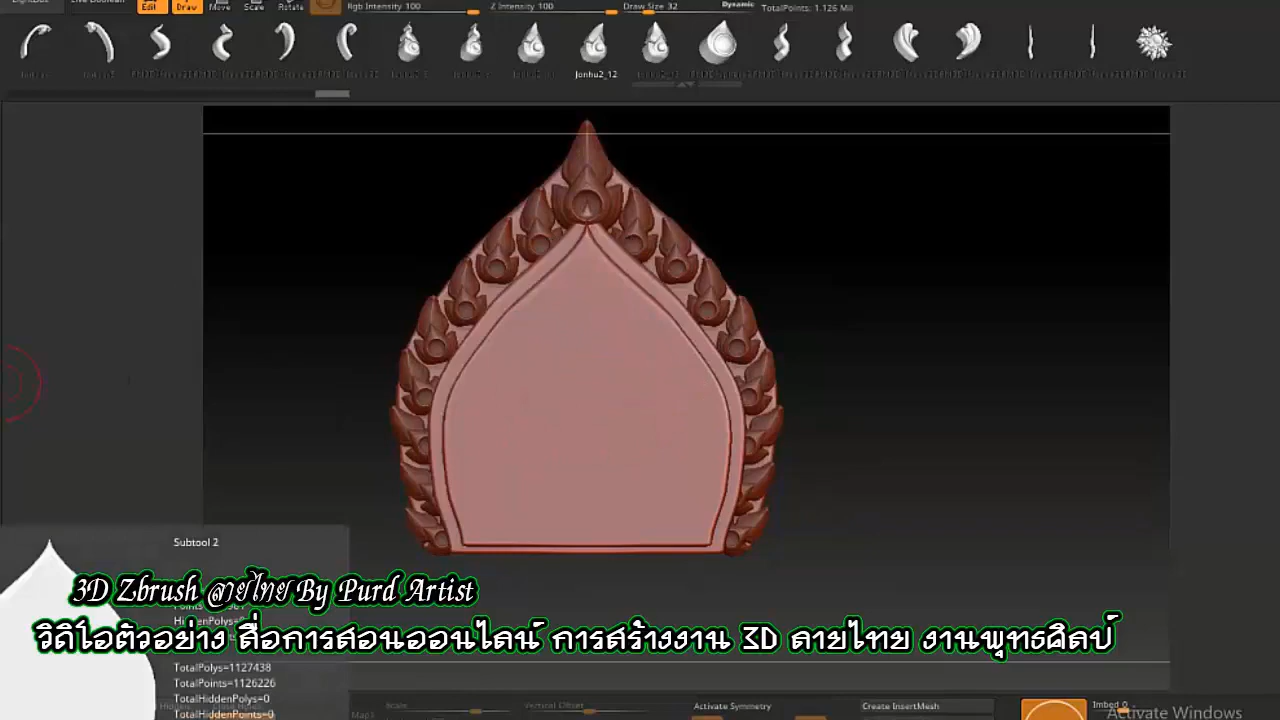 Edit Draw Move Scale Rotate Rgb Intensity 100 Z Intensity 100 Draw Size 32 Dynamic TotalPoints: 1.126 Mil
Jonhu2_12
Subtool 2
3D Zbrush ลายไทย By Purd Artist
วิดีโอตัวอย่าง สื่อการสอนออนไลน์ การสร้างงาน 3D ลายไทย งานพุทธศิลป์
TotalPolys=1127438
TotalPoints=1126226
TotalHiddenPolys=0
TotalHiddenPoints=0
Scale Vertical Offset Activate Symmetry Create InsertMesh Imbed 0
Activate Windows